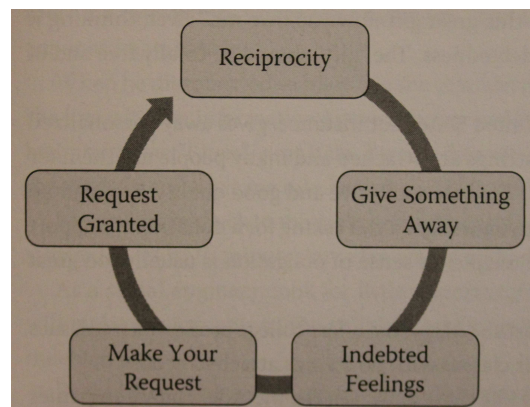 Reciprocity
Give Something
Away
Indebted
Feelings
Make Your
Request
Request
Granted